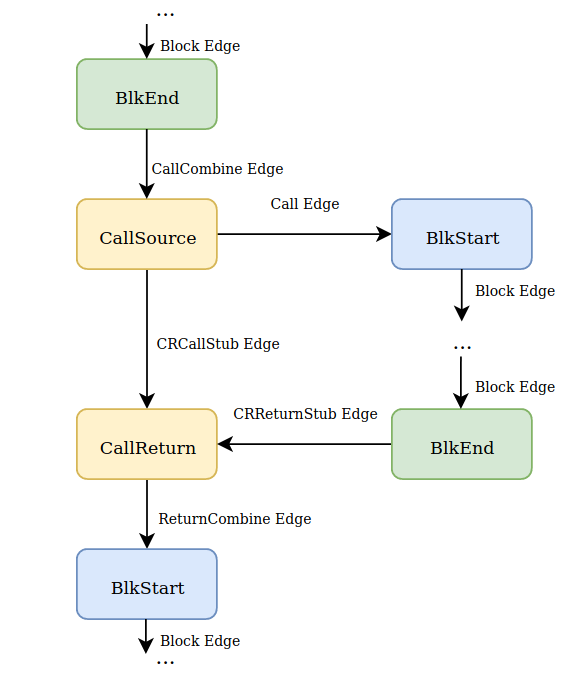 ...
Block Edge
BlkEnd
CallCombine Edge
Call Edge
CallSource
BlkStart
Block Edge
CRCallStub Edge
...
Block Edge
CRReturnStub Edge
CallReturn
BlkEnd
ReturnCombine Edge
BlkStart
Block Edge
...